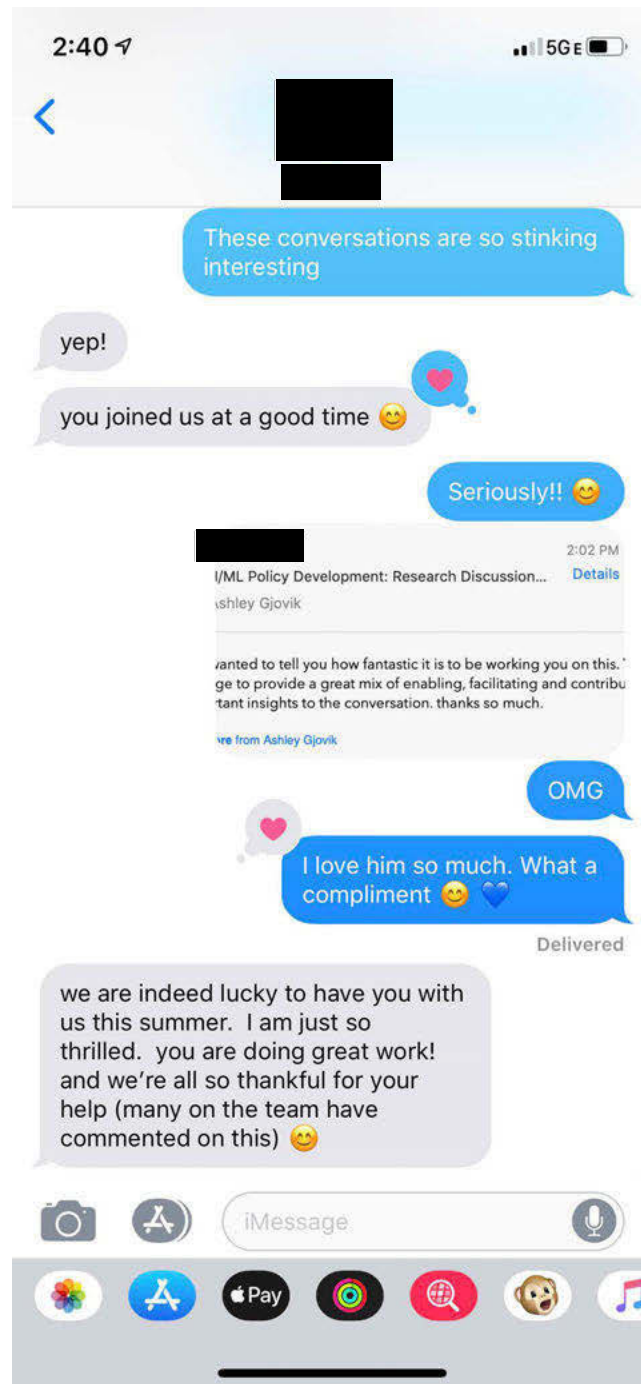 2:40
5GE
These conversations are so stinking
interesting
yep!
you joined us at a good time 😊
Seriously!! 😊
2:02 PM
I/ML Policy Development: Research Discussion... Details
shley Gjovik
wanted to tell you how fantastic it is to be working you on this.
ge to provide a great mix of enabling, facilitating and contribu
tant insights to the conversation. thanks so much.
re from Ashley Gjovik
OMG
I love him so much. What a
compliment 😊 💙
Delivered
we are indeed lucky to have you with
us this summer. I am just so
thrilled. you are doing great work!
and we're all so thankful for your
help (many on the team have
commented on this) 😊
iMessage
Pay